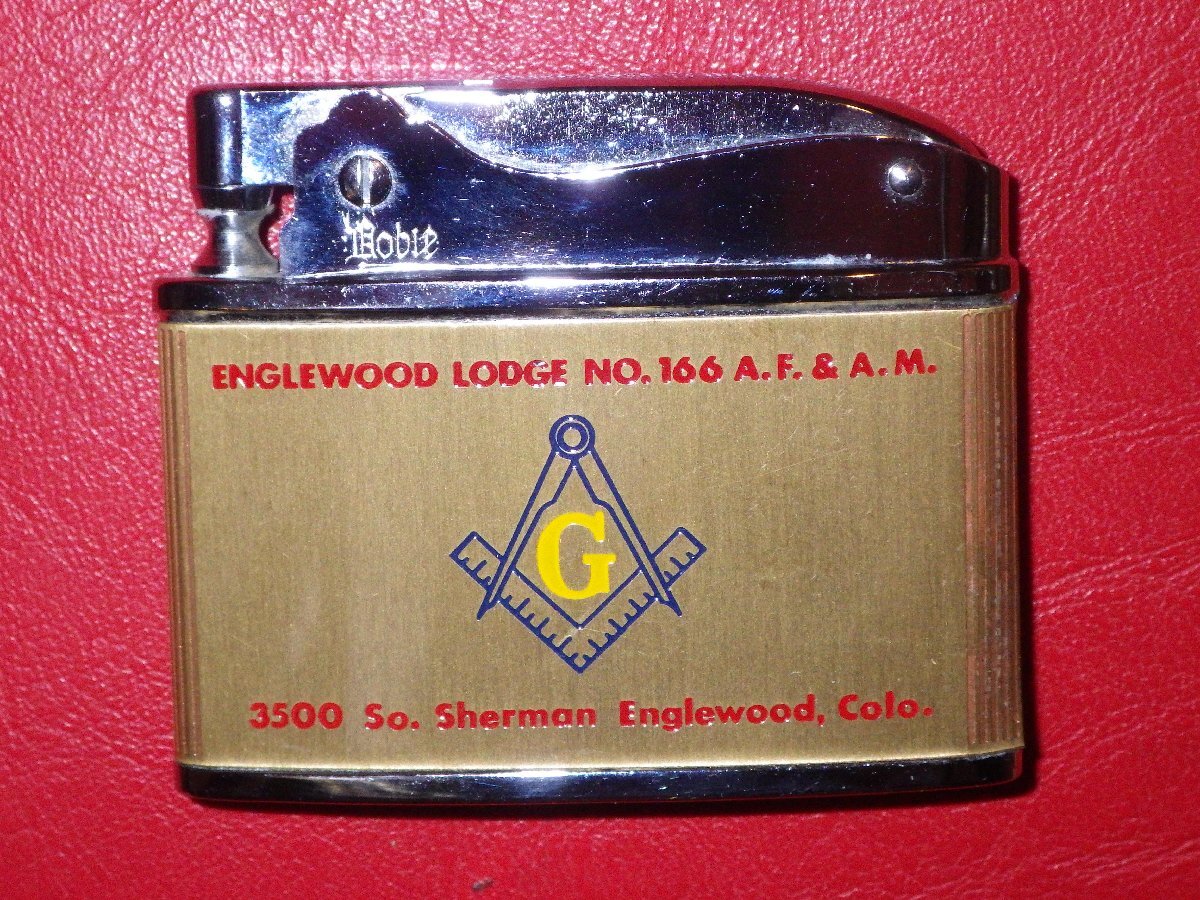 Noble
ENGLEWOOD LODGE NO. 166 A.F. & A.M.
G
3500 So. Sherman Englewood, Colo.